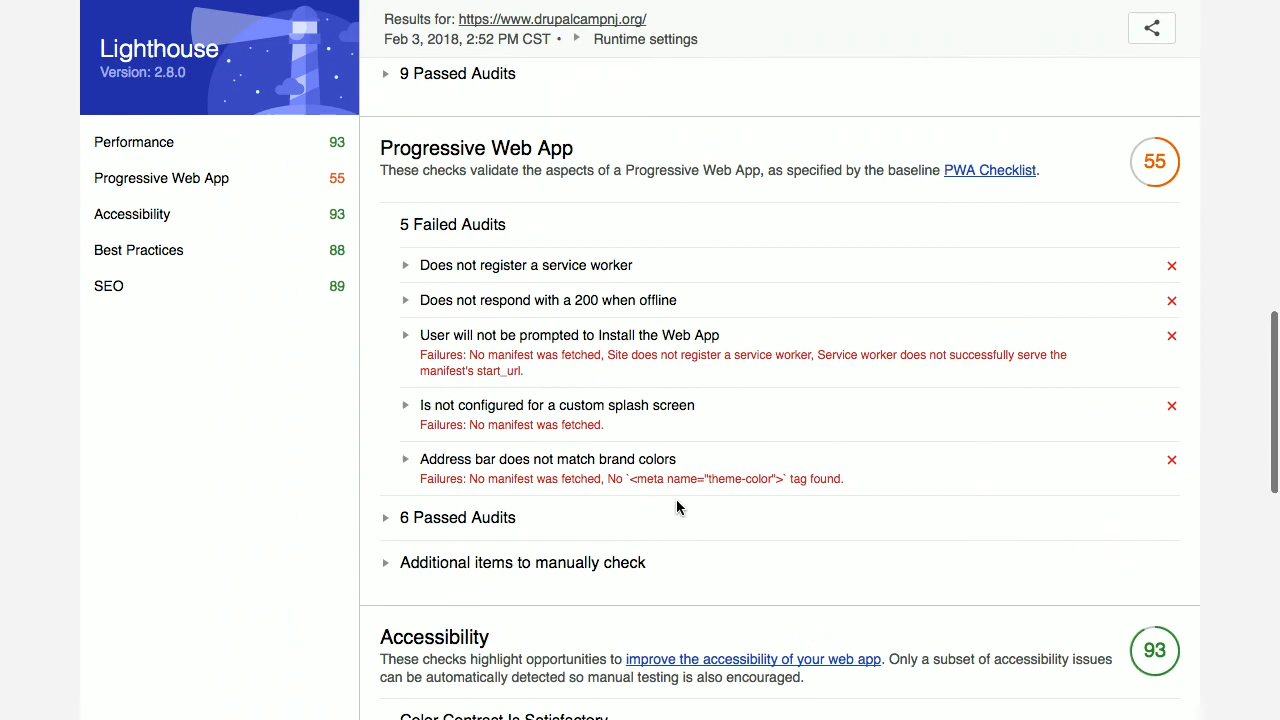 Lighthouse
Version: 2.8.0
Results for: https://www.drupalcampnj.org/
Feb 3, 2018, 2:52 PM CST • Runtime settings
Performance 93
Progressive Web App 55
Accessibility 93
Best Practices 88
SEO 89
9 Passed Audits
Progressive Web App
These checks validate the aspects of a Progressive Web App, as specified by the baseline PWA Checklist.
55
5 Failed Audits
Does not register a service worker
Does not respond with a 200 when offline
User will not be prompted to Install the Web App
Failures: No manifest was fetched, Site does not register a service worker, Service worker does not successfully serve the
manifest's start_url.
Is not configured for a custom splash screen
Failures: No manifest was fetched.
Address bar does not match brand colors
Failures: No manifest was fetched, No `<meta name="theme-color">` tag found.
6 Passed Audits
Additional items to manually check
Accessibility
These checks highlight opportunities to improve the accessibility of your web app. Only a subset of accessibility issues
can be automatically detected so manual testing is also encouraged.
93
Color Contrast Is Satisfactory